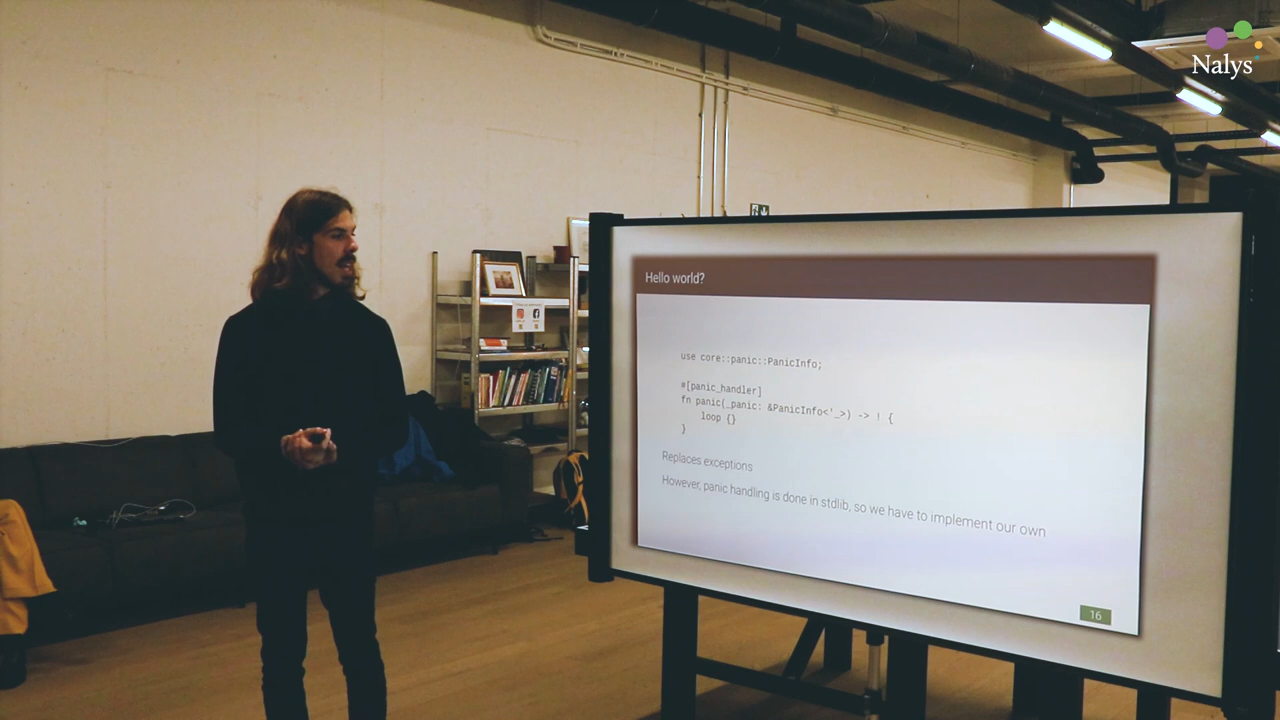 Nalys
Hello world?
use core::panic::PanicInfo;
#[panic_handler]
fn panic(_panic: &PanicInfo<'_>) -> ! {
loop {}
}
Replaces exceptions
However, panic handling is done in stdlib, so we have to implement our own
16